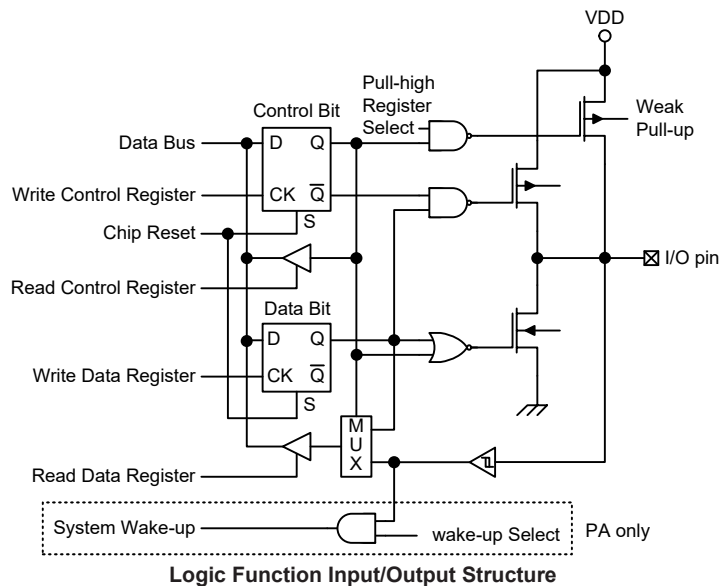 VDD
Pull-high
Register
Select
Weak
Pull-up
Control Bit
Data Bus
D Q
Write Control Register
CK Q
S
Chip Reset
I/O pin
Read Control Register
Data Bit
D Q
Write Data Register
CK Q
S
M
U
X
Read Data Register
System Wake-up
wake-up Select
PA only
Logic Function Input/Output Structure